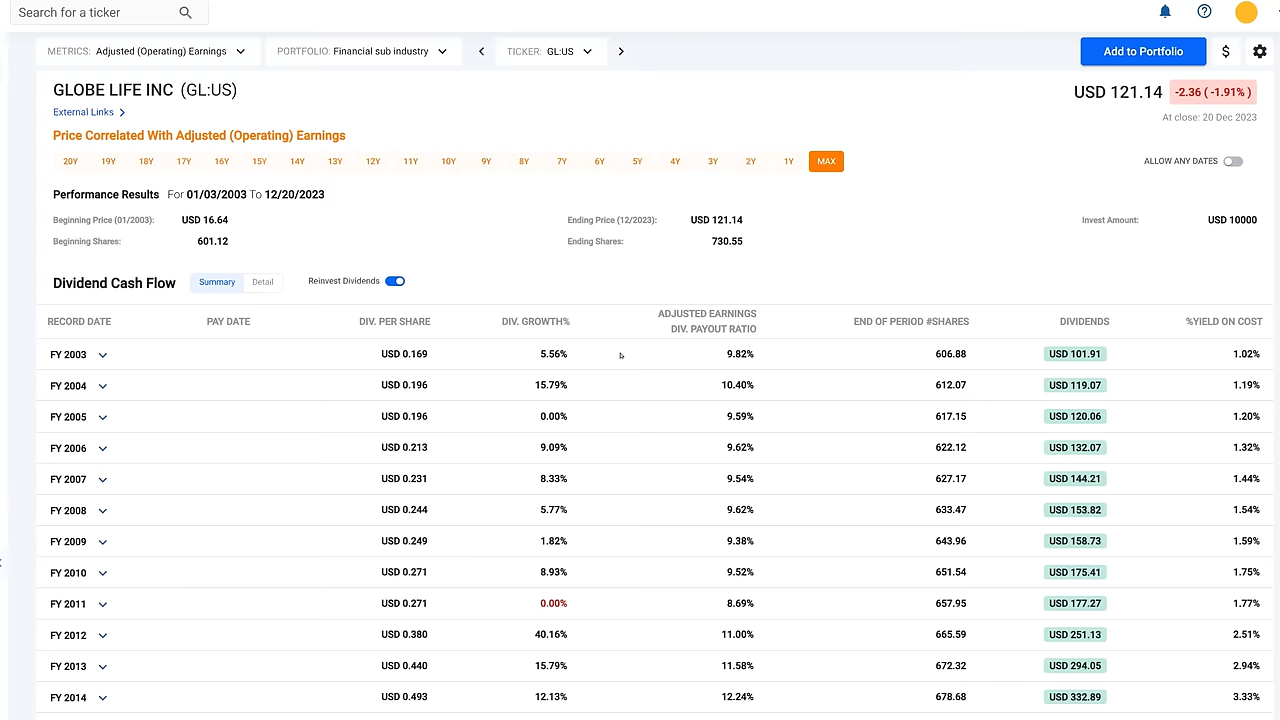 Search for a ticker
METRICS: Adjusted (Operating) Earnings PORTFOLIO: Financial sub industry TICKER: GL:US Add to Portfolio $
GLOBE LIFE INC (GL:US) USD 121.14 -2.36 ( -1.91% )
External Links At close: 20 Dec 2023
Price Correlated With Adjusted (Operating) Earnings
20Y 19Y 18Y 17Y 16Y 15Y 14Y 13Y 12Y 11Y 10Y 9Y 8Y 7Y 6Y 5Y 4Y 3Y 2Y 1Y MAX ALLOW ANY DATES
Performance Results For 01/03/2003 To 12/20/2023
Beginning Price (01/2003): USD 16.64 Ending Price (12/2023): USD 121.14 Invest Amount: USD 10000
Beginning Shares: 601.12 Ending Shares: 730.55
Dividend Cash Flow Summary Detail Reinvest Dividends
RECORD DATE PAY DATE DIV. PER SHARE DIV. GROWTH% ADJUSTED EARNINGS DIV. PAYOUT RATIO END OF PERIOD #SHARES DIVIDENDS %YIELD ON COST
FY 2003 USD 0.169 5.56% 9.82% 606.88 USD 101.91 1.02%
FY 2004 USD 0.196 15.79% 10.40% 612.07 USD 119.07 1.19%
FY 2005 USD 0.196 0.00% 9.59% 617.15 USD 120.06 1.20%
FY 2006 USD 0.213 9.09% 9.62% 622.12 USD 132.07 1.32%
FY 2007 USD 0.231 8.33% 9.54% 627.17 USD 144.21 1.44%
FY 2008 USD 0.244 5.77% 9.62% 633.47 USD 153.82 1.54%
FY 2009 USD 0.249 1.82% 9.38% 643.96 USD 158.73 1.59%
FY 2010 USD 0.271 8.93% 9.52% 651.54 USD 175.41 1.75%
FY 2011 USD 0.271 0.00% 8.69% 657.95 USD 177.27 1.77%
FY 2012 USD 0.380 40.16% 11.00% 665.59 USD 251.13 2.51%
FY 2013 USD 0.440 15.79% 11.58% 672.32 USD 294.05 2.94%
FY 2014 USD 0.493 12.13% 12.24% 678.68 USD 332.89 3.33%